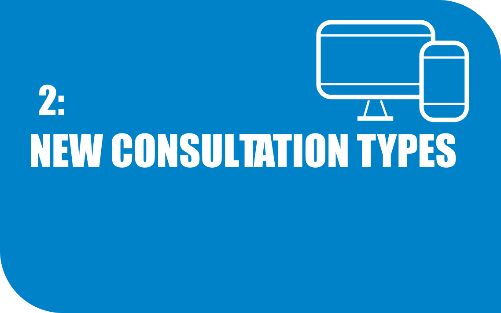 2:
NEW CONSULTATION TYPES